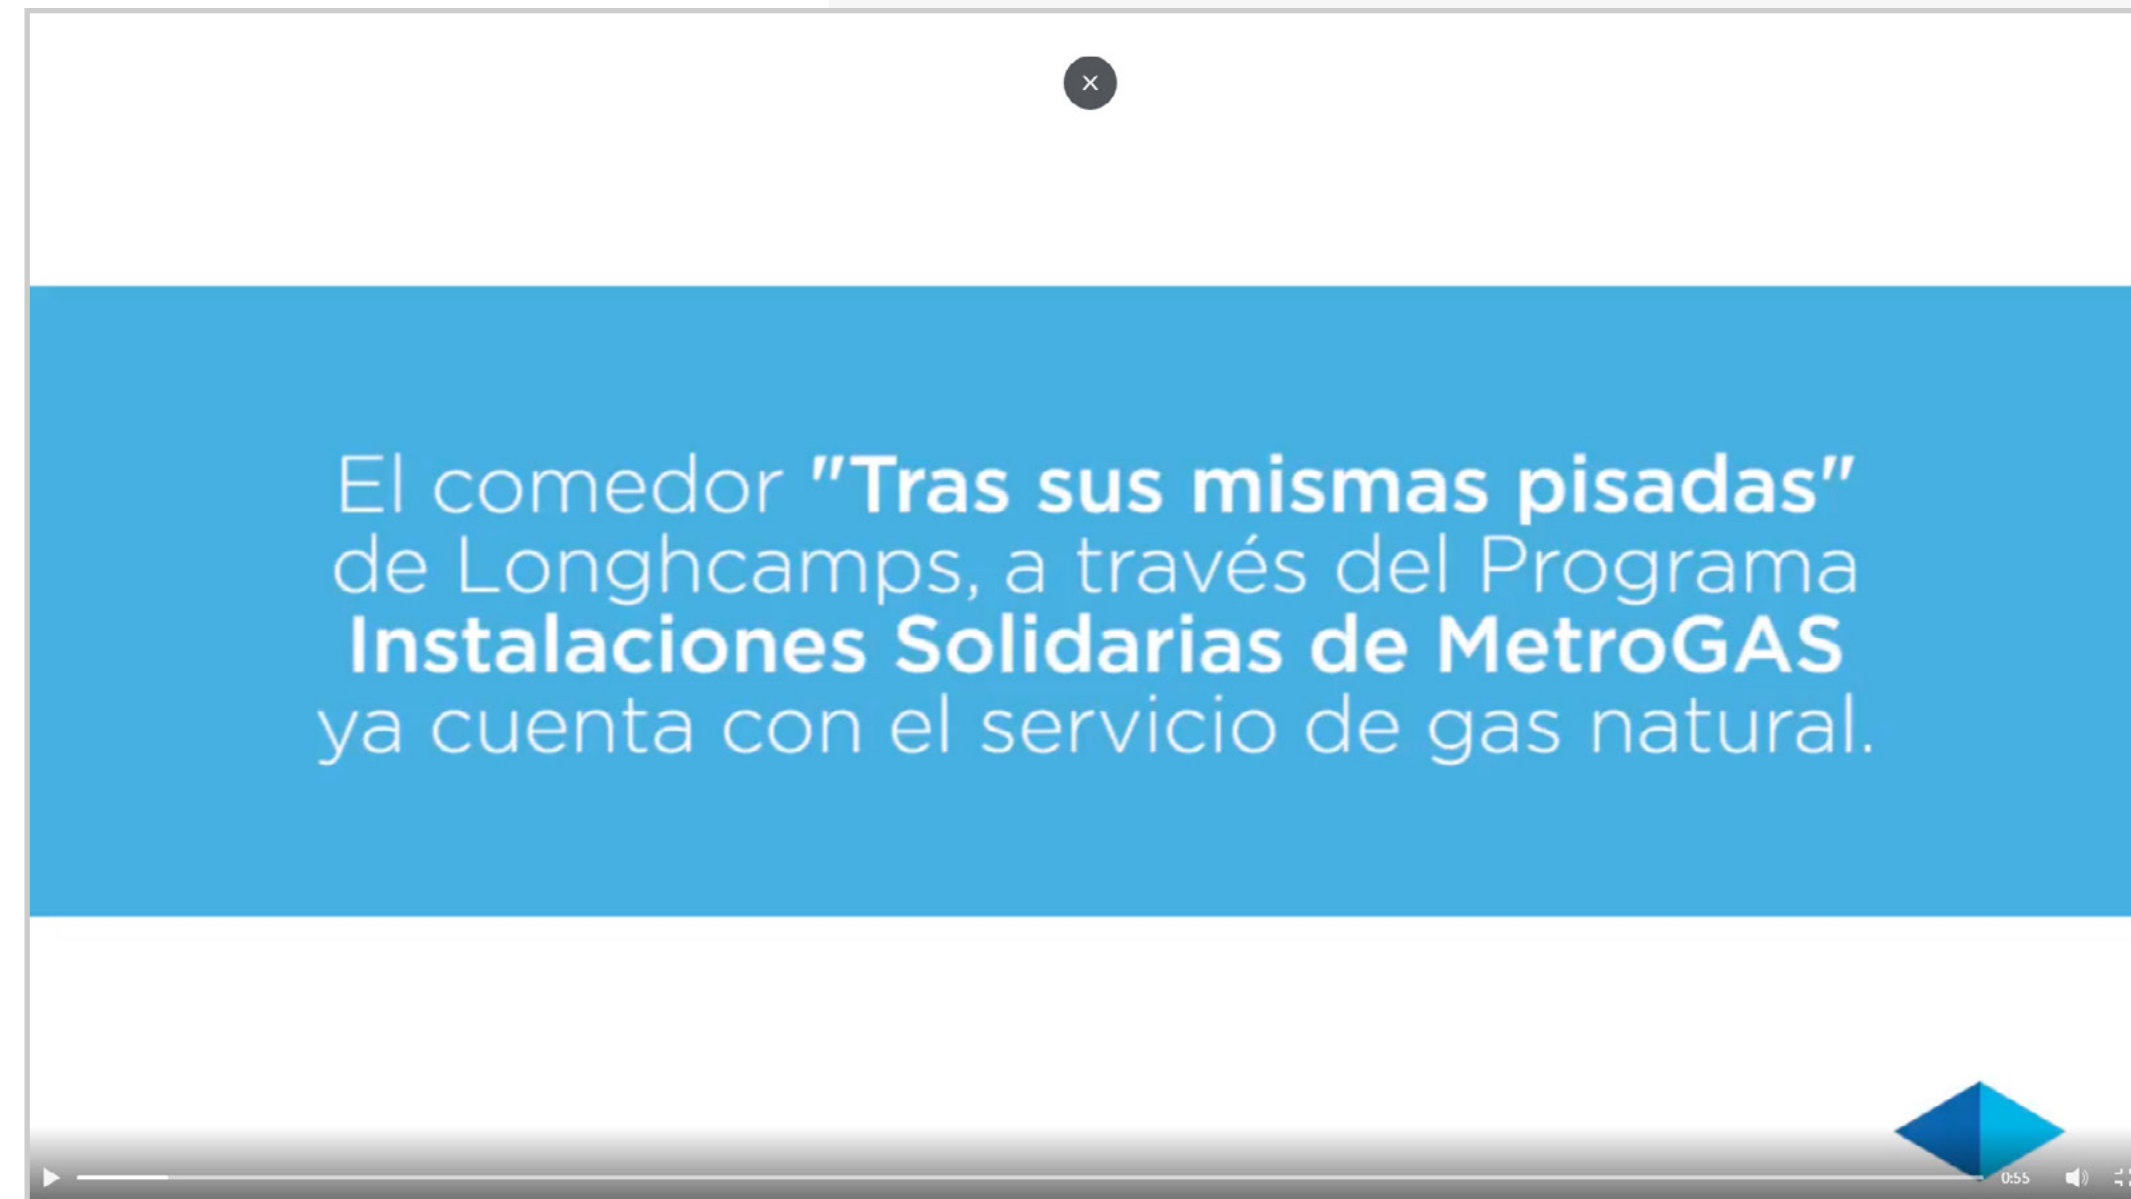 El comedor "Tras sus mismas pisadas"
de Longhcamps, a través del Programa
Instalaciones Solidarias de MetroGAS
ya cuenta con el servicio de gas natural.
0:55